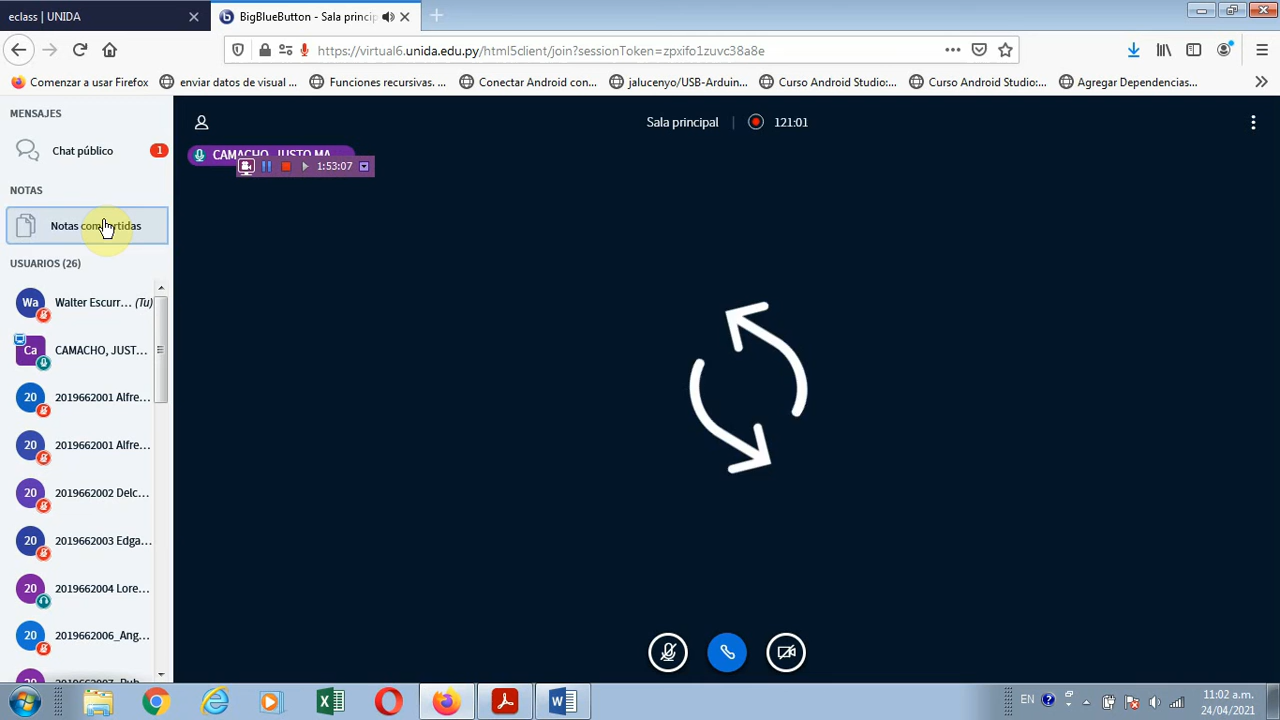 eclass | UNIDA
BigBlueButton - Sala princip
https://virtual6.unida.edu.py/html5client/join?sessionToken=zpxifo1zuvc38a8e
Comenzar a usar Firefox
enviar datos de visual ...
Funciones recursivas. ...
Conectar Android con...
jalucenyo/USB-Arduin...
Curso Android Studio:...
Curso Android Studio:...
Agregar Dependencias...
MENSAJES
Chat público
1
NOTAS
Notas compartidas
USUARIOS (26)
Wa
Walter Escurr... (Tu)
Ca
CAMACHO, JUST...
20
2019662001 Alfre...
20
2019662001 Alfre...
20
2019662002 Delc...
20
2019662003 Edga...
20
2019662004 Lore...
20
2019662006_Ang...
Sala principal
121:01
CAMACHO, JUSTO MA...
1:53:07
EN
11:02 a.m.
24/04/2021